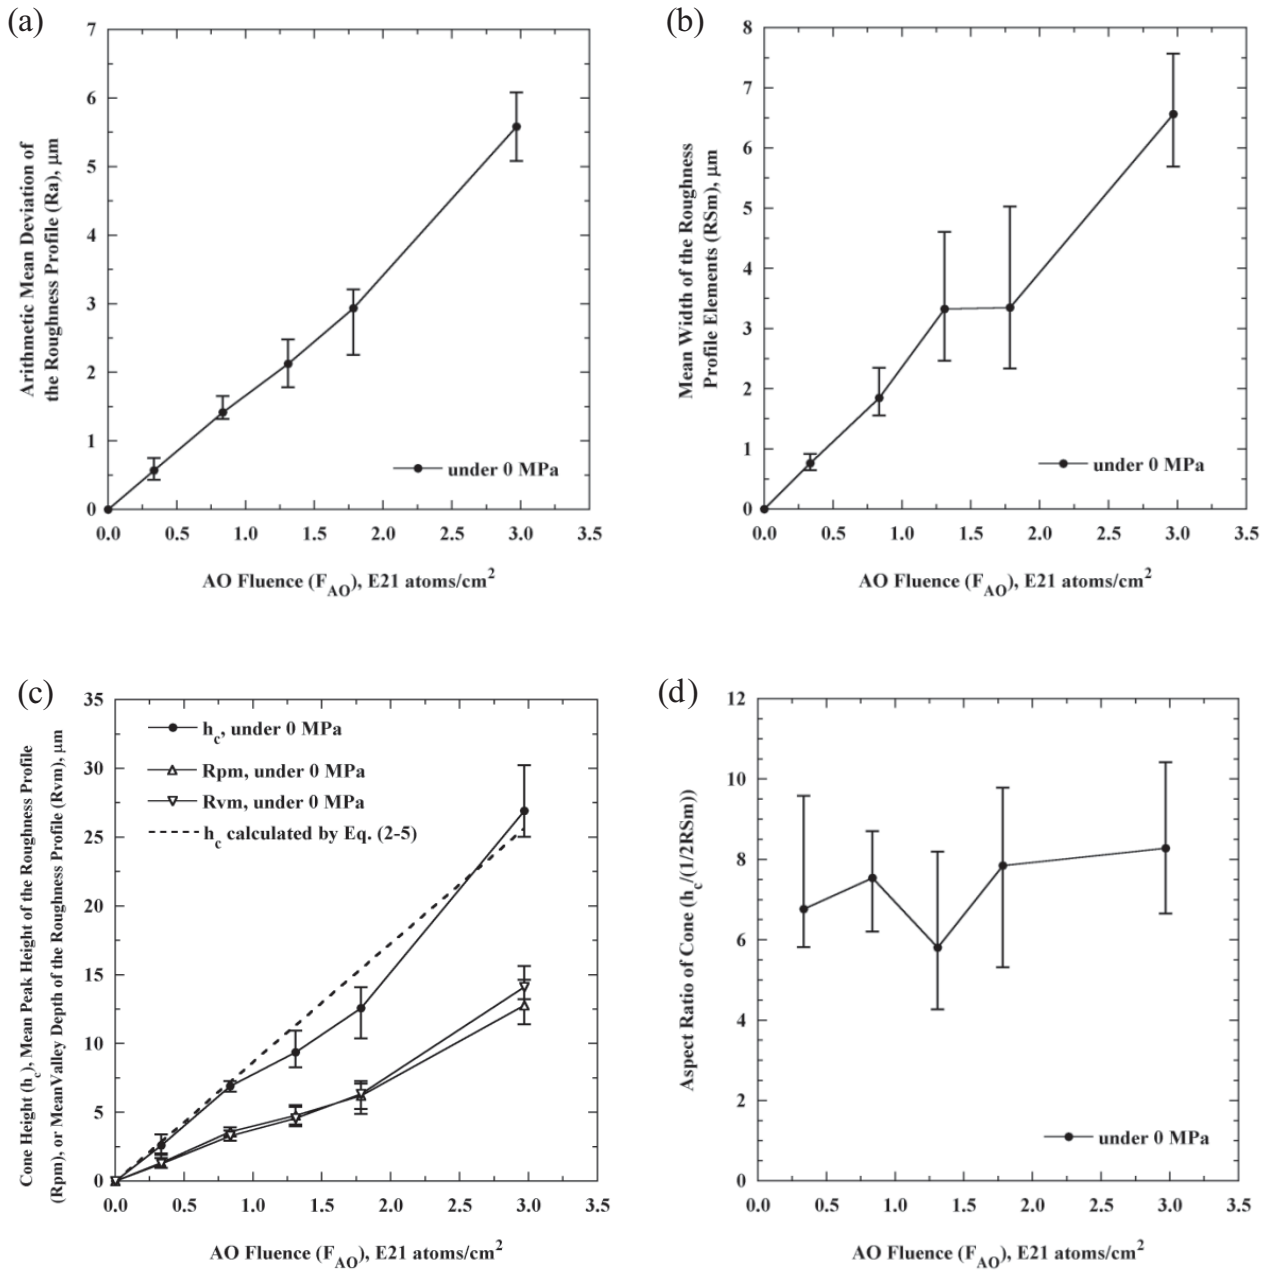 (a)
7
6
5
4
3
2
1
0
0.0 0.5 1.0 1.5 2.0 2.5 3.0 3.5
Arithmetic Mean Deviation of
the Roughness Profile (Ra), μm
under 0 MPa
AO Fluence (F_AO), E21 atoms/cm²
(b)
8
7
6
5
4
3
2
1
0
0.0 0.5 1.0 1.5 2.0 2.5 3.0 3.5
Mean Width of the Roughness
Profile Elements (RSm), μm
under 0 MPa
AO Fluence (F_AO), E21 atoms/cm²
(c)
35
30
25
20
15
10
5
0
0.0 0.5 1.0 1.5 2.0 2.5 3.0 3.5
Cone Height (h_c), Mean Peak Height of the Roughness Profile
(Rpm), or MeanValley Depth of the Roughness Profile (Rvm), μm
h_c, under 0 MPa
Rpm, under 0 MPa
Rvm, under 0 MPa
h_c calculated by Eq. (2-5)
AO Fluence (F_AO), E21 atoms/cm²
(d)
12
10
8
6
4
2
0
0.0 0.5 1.0 1.5 2.0 2.5 3.0 3.5
Aspect Ratio of Cone (h_c/(1/2RSm))
under 0 MPa
AO Fluence (F_AO), E21 atoms/cm²